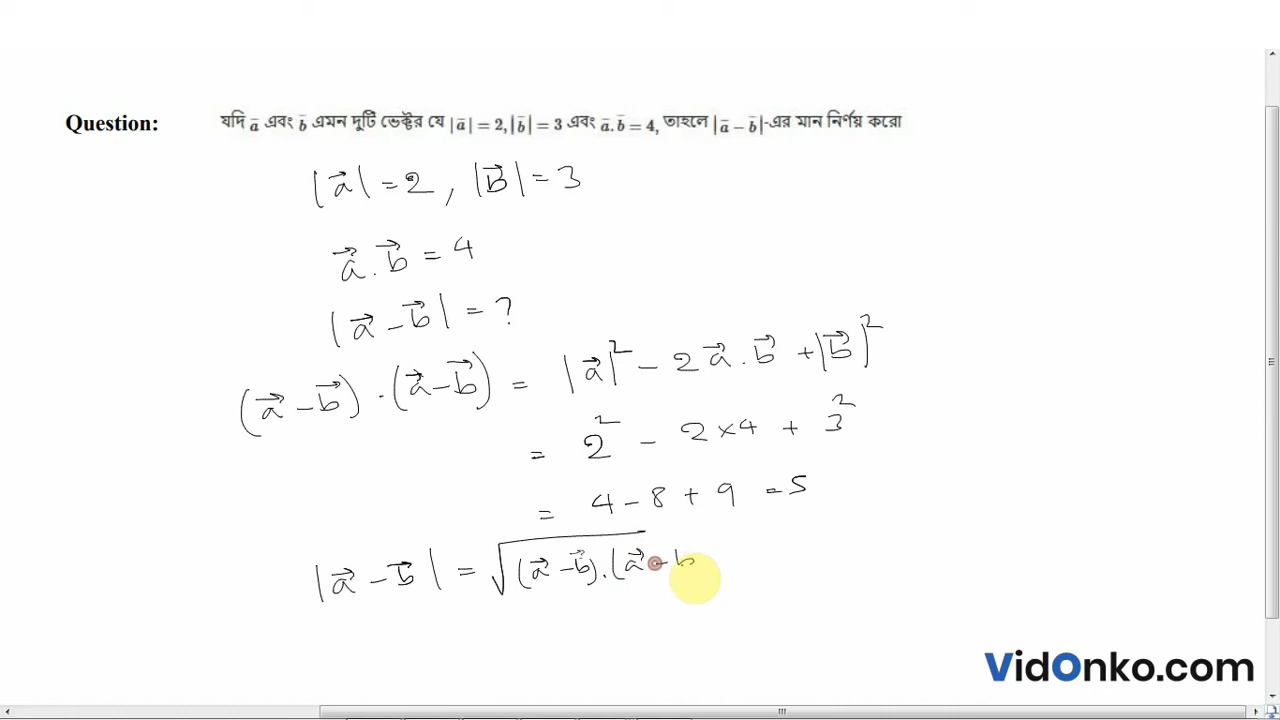 Question: যদি a̅ এবং b̅ এমন দুটি ভেক্টর যে |a̅| = 2, |b̅| = 3 এবং a̅.b̅ = 4, তাহলে |a̅ − b̅|-এর মান নির্ণয় করো
|a⃗| = 2, |b⃗| = 3
a⃗ . b⃗ = 4
|a⃗ − b⃗| = ?
(a⃗ − b⃗) · (a⃗ − b⃗) = |a⃗|² − 2 a⃗ . b⃗ + |b⃗|²
= 2² − 2×4 + 3²
= 4 − 8 + 9 = 5
|a⃗ − b⃗| = √(a⃗ − b⃗).(a⃗ − b
VidOnko.com